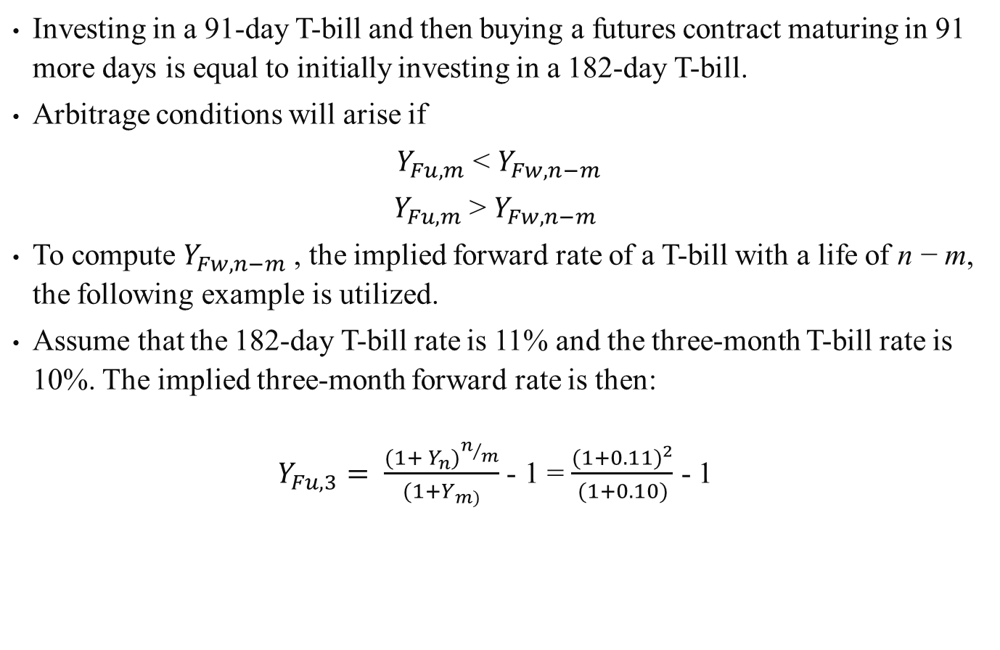 • Investing in a 91-day T-bill and then buying a futures contract maturing in 91
more days is equal to initially investing in a 182-day T-bill.
• Arbitrage conditions will arise if
Y_{Fu,m} < Y_{Fw,n−m}
Y_{Fu,m} > Y_{Fw,n−m}
• To compute Y_{Fw,n−m} , the implied forward rate of a T-bill with a life of n − m,
the following example is utilized.
• Assume that the 182-day T-bill rate is 11% and the three-month T-bill rate is
10%. The implied three-month forward rate is then:
Y_{Fu,3} = \frac{(1+ Y_n)^{n/m}}{(1+Y_{m)}} - 1 = \frac{(1+0.11)^2}{(1+0.10)} - 1